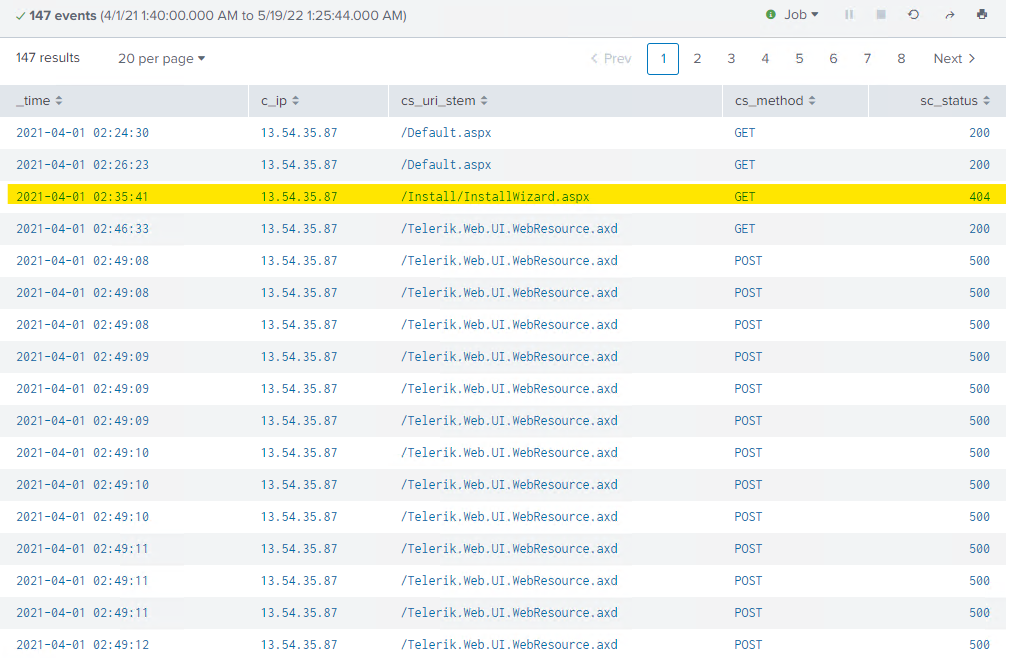 ✓ 147 events (4/1/21 1:40:00.000 AM to 5/19/22 1:25:44.000 AM) Job
147 results 20 per page Prev 1 2 3 4 5 6 7 8 Next
_time c_ip cs_uri_stem cs_method sc_status
2021-04-01 02:24:30 13.54.35.87 /Default.aspx GET 200
2021-04-01 02:26:23 13.54.35.87 /Default.aspx GET 200
2021-04-01 02:35:41 13.54.35.87 /Install/InstallWizard.aspx GET 404
2021-04-01 02:46:33 13.54.35.87 /Telerik.Web.UI.WebResource.axd GET 200
2021-04-01 02:49:08 13.54.35.87 /Telerik.Web.UI.WebResource.axd POST 500
2021-04-01 02:49:08 13.54.35.87 /Telerik.Web.UI.WebResource.axd POST 500
2021-04-01 02:49:08 13.54.35.87 /Telerik.Web.UI.WebResource.axd POST 500
2021-04-01 02:49:09 13.54.35.87 /Telerik.Web.UI.WebResource.axd POST 500
2021-04-01 02:49:09 13.54.35.87 /Telerik.Web.UI.WebResource.axd POST 500
2021-04-01 02:49:09 13.54.35.87 /Telerik.Web.UI.WebResource.axd POST 500
2021-04-01 02:49:10 13.54.35.87 /Telerik.Web.UI.WebResource.axd POST 500
2021-04-01 02:49:10 13.54.35.87 /Telerik.Web.UI.WebResource.axd POST 500
2021-04-01 02:49:10 13.54.35.87 /Telerik.Web.UI.WebResource.axd POST 500
2021-04-01 02:49:11 13.54.35.87 /Telerik.Web.UI.WebResource.axd POST 500
2021-04-01 02:49:11 13.54.35.87 /Telerik.Web.UI.WebResource.axd POST 500
2021-04-01 02:49:11 13.54.35.87 /Telerik.Web.UI.WebResource.axd POST 500
2021-04-01 02:49:12 13.54.35.87 /Telerik.Web.UI.WebResource.axd POST 500